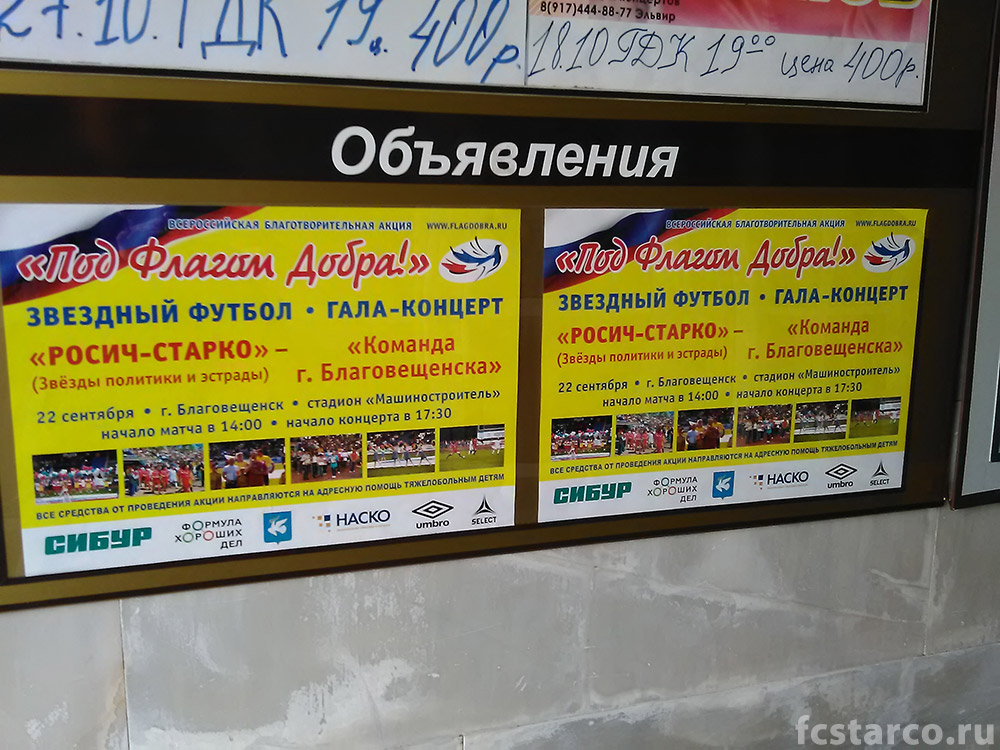 27.10 ГДК 19ч. 400р.
8(917)444-88-77 Эльвир
18.10 ГДК 19⁰⁰ цена 400р.
Объявления
ВСЕРОССИЙСКАЯ БЛАГОТВОРИТЕЛЬНАЯ АКЦИЯ WWW.FLAGDOBRA.RU
«Под Флагом Добра!»
ЗВЕЗДНЫЙ ФУТБОЛ • ГАЛА-КОНЦЕРТ
«РОСИЧ-СТАРКО» – «Команда
(Звёзды политики и эстрады) г. Благовещенска»
22 сентября • г. Благовещенск • стадион «Машиностроитель»
начало матча в 14:00 • начало концерта в 17:30
ВСЕ СРЕДСТВА ОТ ПРОВЕДЕНИЯ АКЦИИ НАПРАВЛЯЮТСЯ НА АДРЕСНУЮ ПОМОЩЬ ТЯЖЕЛОБОЛЬНЫМ ДЕТЯМ
СИБУР ФОРМУЛА ХОРОШИХ ДЕЛ НАСКО umbro SELECT
ВСЕРОССИЙСКАЯ БЛАГОТВОРИТЕЛЬНАЯ АКЦИЯ WWW.FLAGDOBRA.RU
«Под Флагом Добра!»
ЗВЕЗДНЫЙ ФУТБОЛ • ГАЛА-КОНЦЕРТ
«РОСИЧ-СТАРКО» – «Команда
(Звёзды политики и эстрады) г. Благовещенска»
22 сентября • г. Благовещенск • стадион «Машиностроитель»
начало матча в 14:00 • начало концерта в 17:30
ВСЕ СРЕДСТВА ОТ ПРОВЕДЕНИЯ АКЦИИ НАПРАВЛЯЮТСЯ НА АДРЕСНУЮ ПОМОЩЬ ТЯЖЕЛОБОЛЬНЫМ ДЕТЯМ
СИБУР ФОРМУЛА ХОРОШИХ ДЕЛ НАСКО umbro SELECT
fcstarco.ru